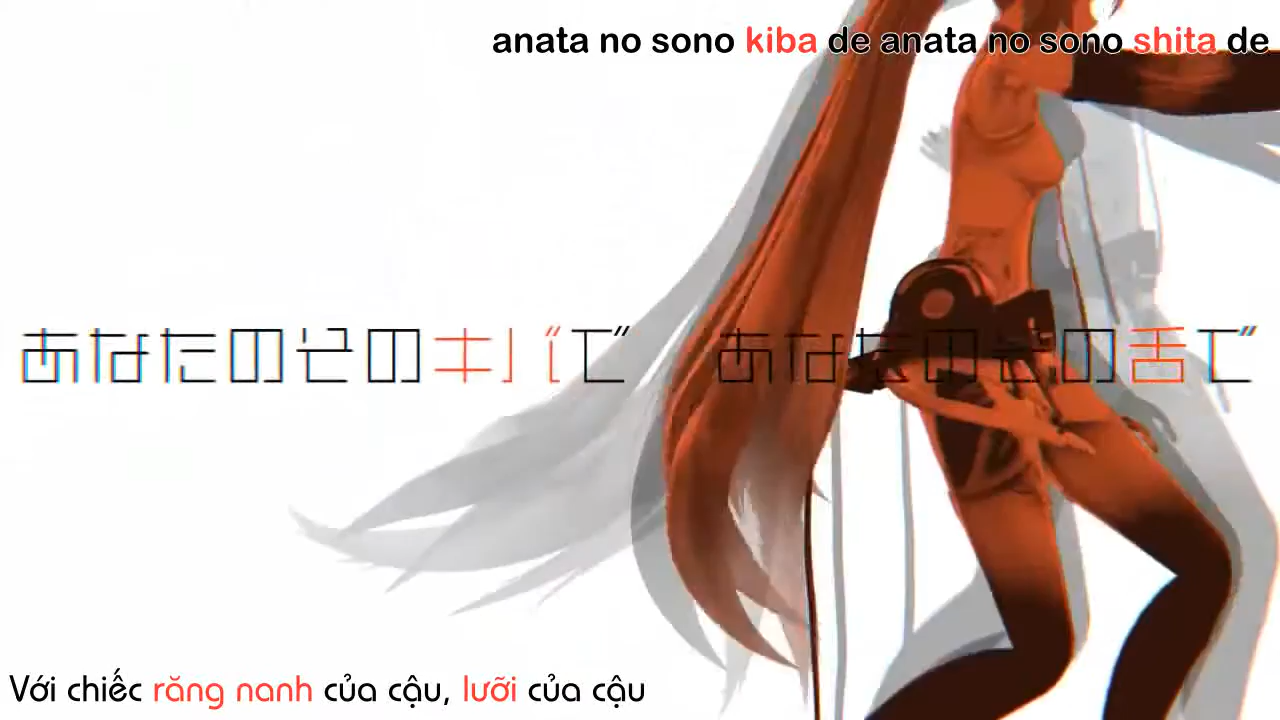 anata no sono kiba de anata no sono shita de
あなたのそのキバで あなたのその舌で
Với chiếc răng nanh của cậu, lưỡi của cậu